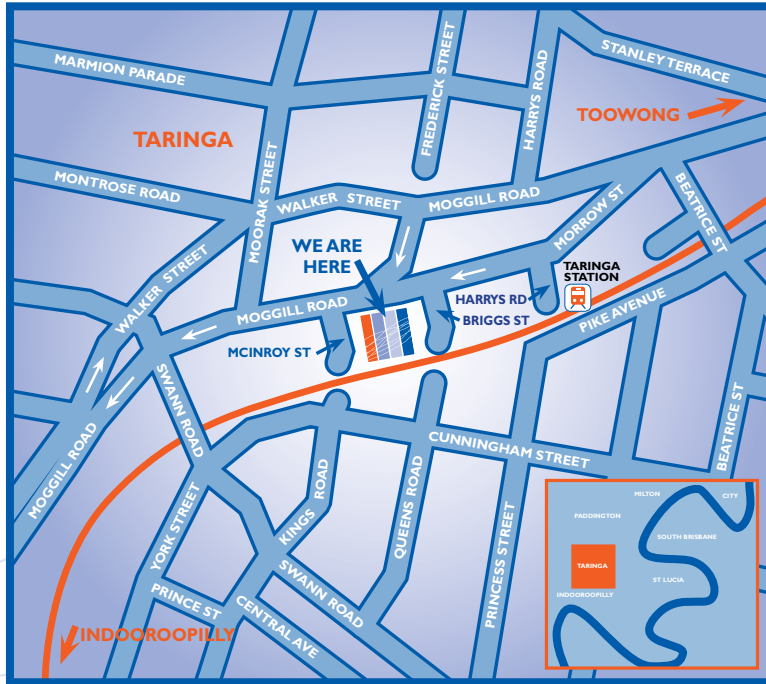 MARMION PARADE
FREDERICK STREET
HARRYS ROAD
STANLEY TERRACE
TOOWONG
TARINGA
MONTROSE ROAD
MOORAK STREET
WALKER STREET
MOGGILL ROAD
MORROW ST
BEATRICE ST
WALKER STREET
WE ARE
HERE
TARINGA
STATION
HARRYS RD
BRIGGS ST
PIKE AVENUE
MOGGILL ROAD
MCINROY ST
SWANN ROAD
MOGGILL ROAD
CUNNINGHAM STREET
BEATRICE ST
YORK STREET
KINGS ROAD
QUEENS ROAD
PRINCESS STREET
SWANN ROAD
PRINCE ST
CENTRAL AVE
INDOOROOPILLY
MILTON
CITY
PADDINGTON
SOUTH BRISBANE
TARINGA
ST LUCIA
INDOOROOPILLY